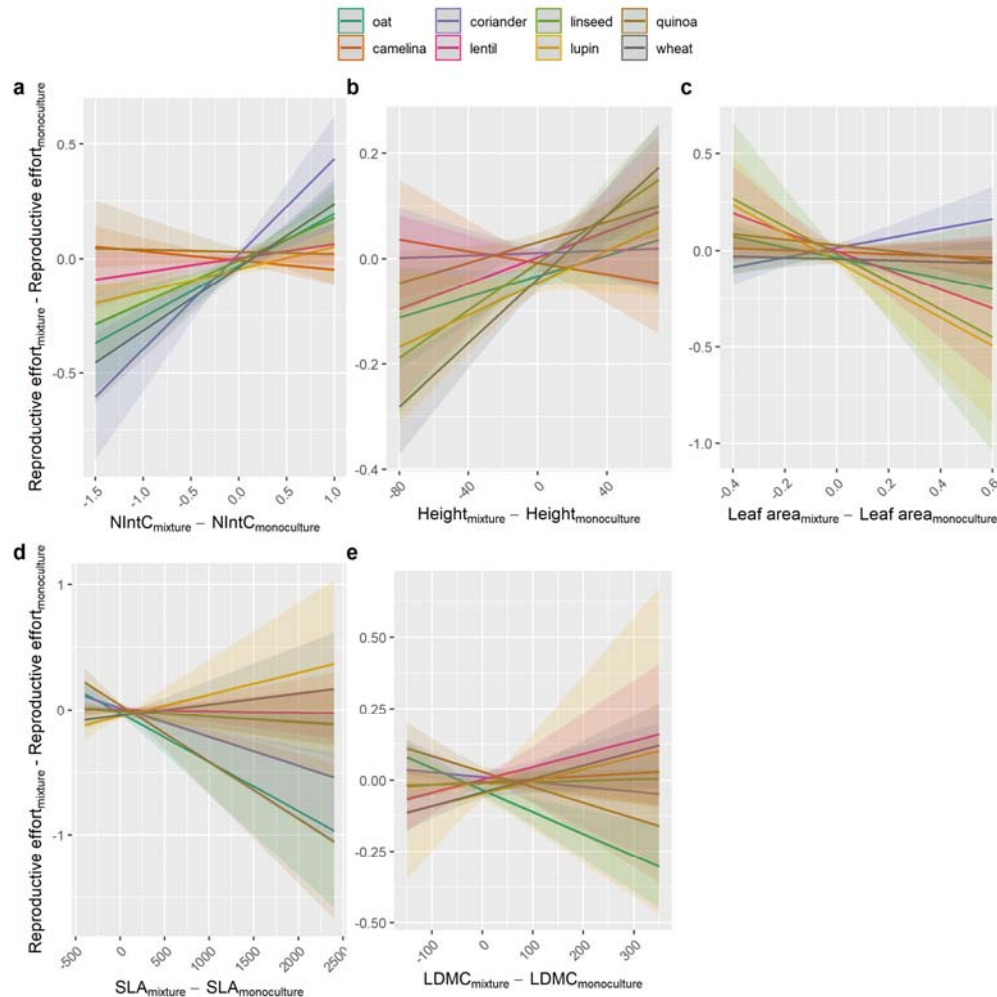 oat coriander linseed quinoa
camelina lentil lupin wheat
a b c
Reproductive effortmixture - Reproductive effortmonoculture
0.5
0.0
-0.5
-1.5 -1.0 -0.5 0.0 0.5 1.0
NIntCmixture − NIntCmonoculture
0.2
0.0
-0.2
-0.4
-80 -40 0 40
Heightmixture − Heightmonoculture
0.5
0.0
-0.5
-1.0
-0.4 -0.2 0.0 0.2 0.4 0.6
Leaf areamixture − Leaf areamonoculture
d e
Reproductive effortmixture - Reproductive effortmonoculture
1
0
-1
-500 0 500 1000 1500 2000 2500
SLAmixture − SLAmonoculture
0.50
0.25
0.00
-0.25
-0.50
-100 0 100 200 300
LDMCmixture − LDMCmonoculture